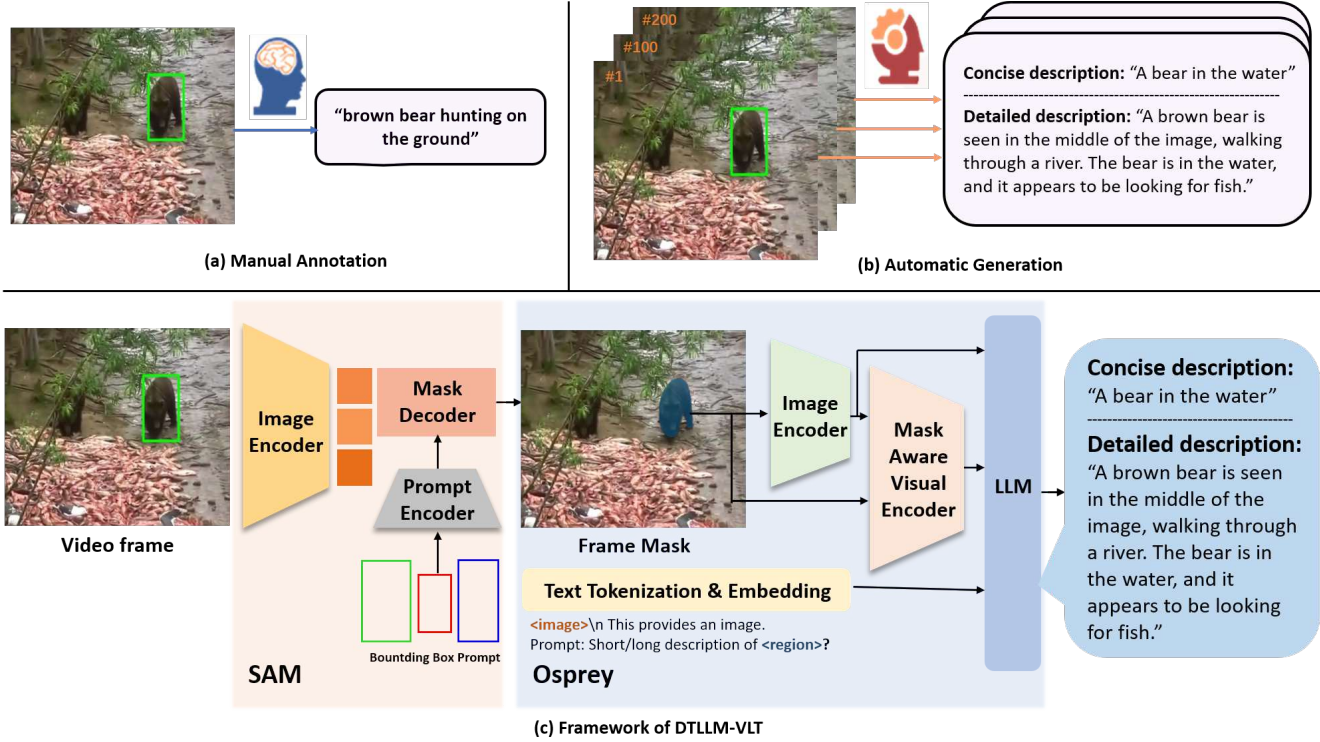 “brown bear hunting on
the ground”
(a) Manual Annotation
#200
#100
#1
Concise description: “A bear in the water”
Detailed description: “A brown bear is
seen in the middle of the image, walking
through a river. The bear is in the water,
and it appears to be looking for fish.”
(b) Automatic Generation
Video frame
Image
Encoder
Mask
Decoder
Prompt
Encoder
Bountding Box Prompt
SAM
Frame Mask
Image
Encoder
Mask
Aware
Visual
Encoder
LLM
Text Tokenization & Embedding
<image>\n This provides an image.
Prompt: Short/long description of <region>?
Osprey
Concise description:
“A bear in the water”
Detailed description:
“A brown bear is seen
in the middle of the
image, walking through
a river. The bear is in
the water, and it
appears to be looking
for fish.”
(c) Framework of DTLLM-VLT